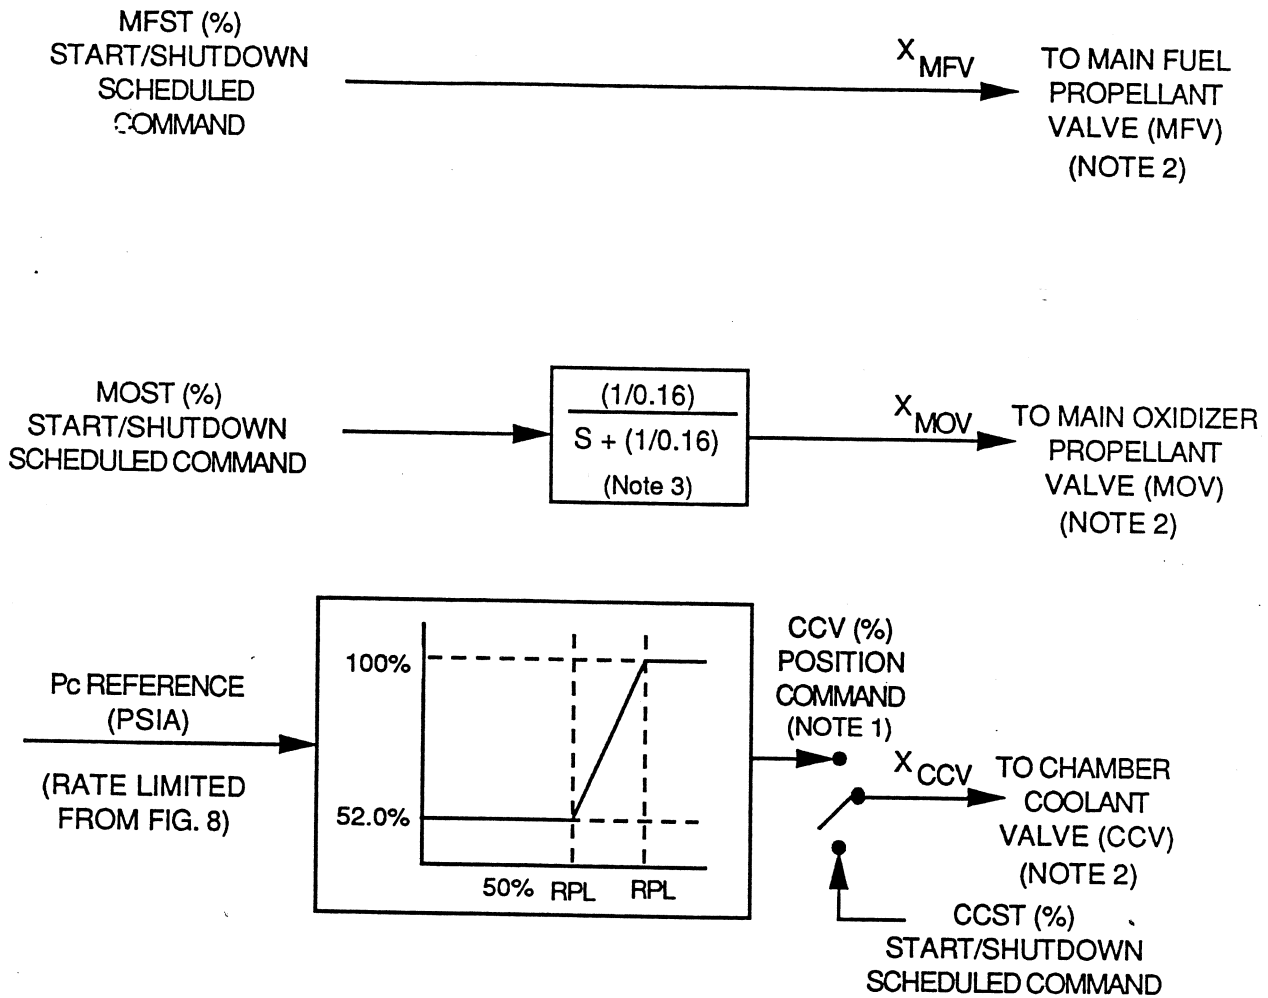 MFST (%)
START/SHUTDOWN
SCHEDULED
COMMAND
X MFV
TO MAIN FUEL
PROPELLANT
VALVE (MFV)
(NOTE 2)
MOST (%)
START/SHUTDOWN
SCHEDULED COMMAND
(1/0.16)
S + (1/0.16)
(Note 3)
X MOV
TO MAIN OXIDIZER
PROPELLANT
VALVE (MOV)
(NOTE 2)
Pc REFERENCE
(PSIA)
(RATE LIMITED
FROM FIG. 8)
100%
52.0%
50% RPL RPL
CCV (%)
POSITION
COMMAND
(NOTE 1)
X CCV
TO CHAMBER
COOLANT
VALVE (CCV)
(NOTE 2)
CCST (%)
START/SHUTDOWN
SCHEDULED COMMAND